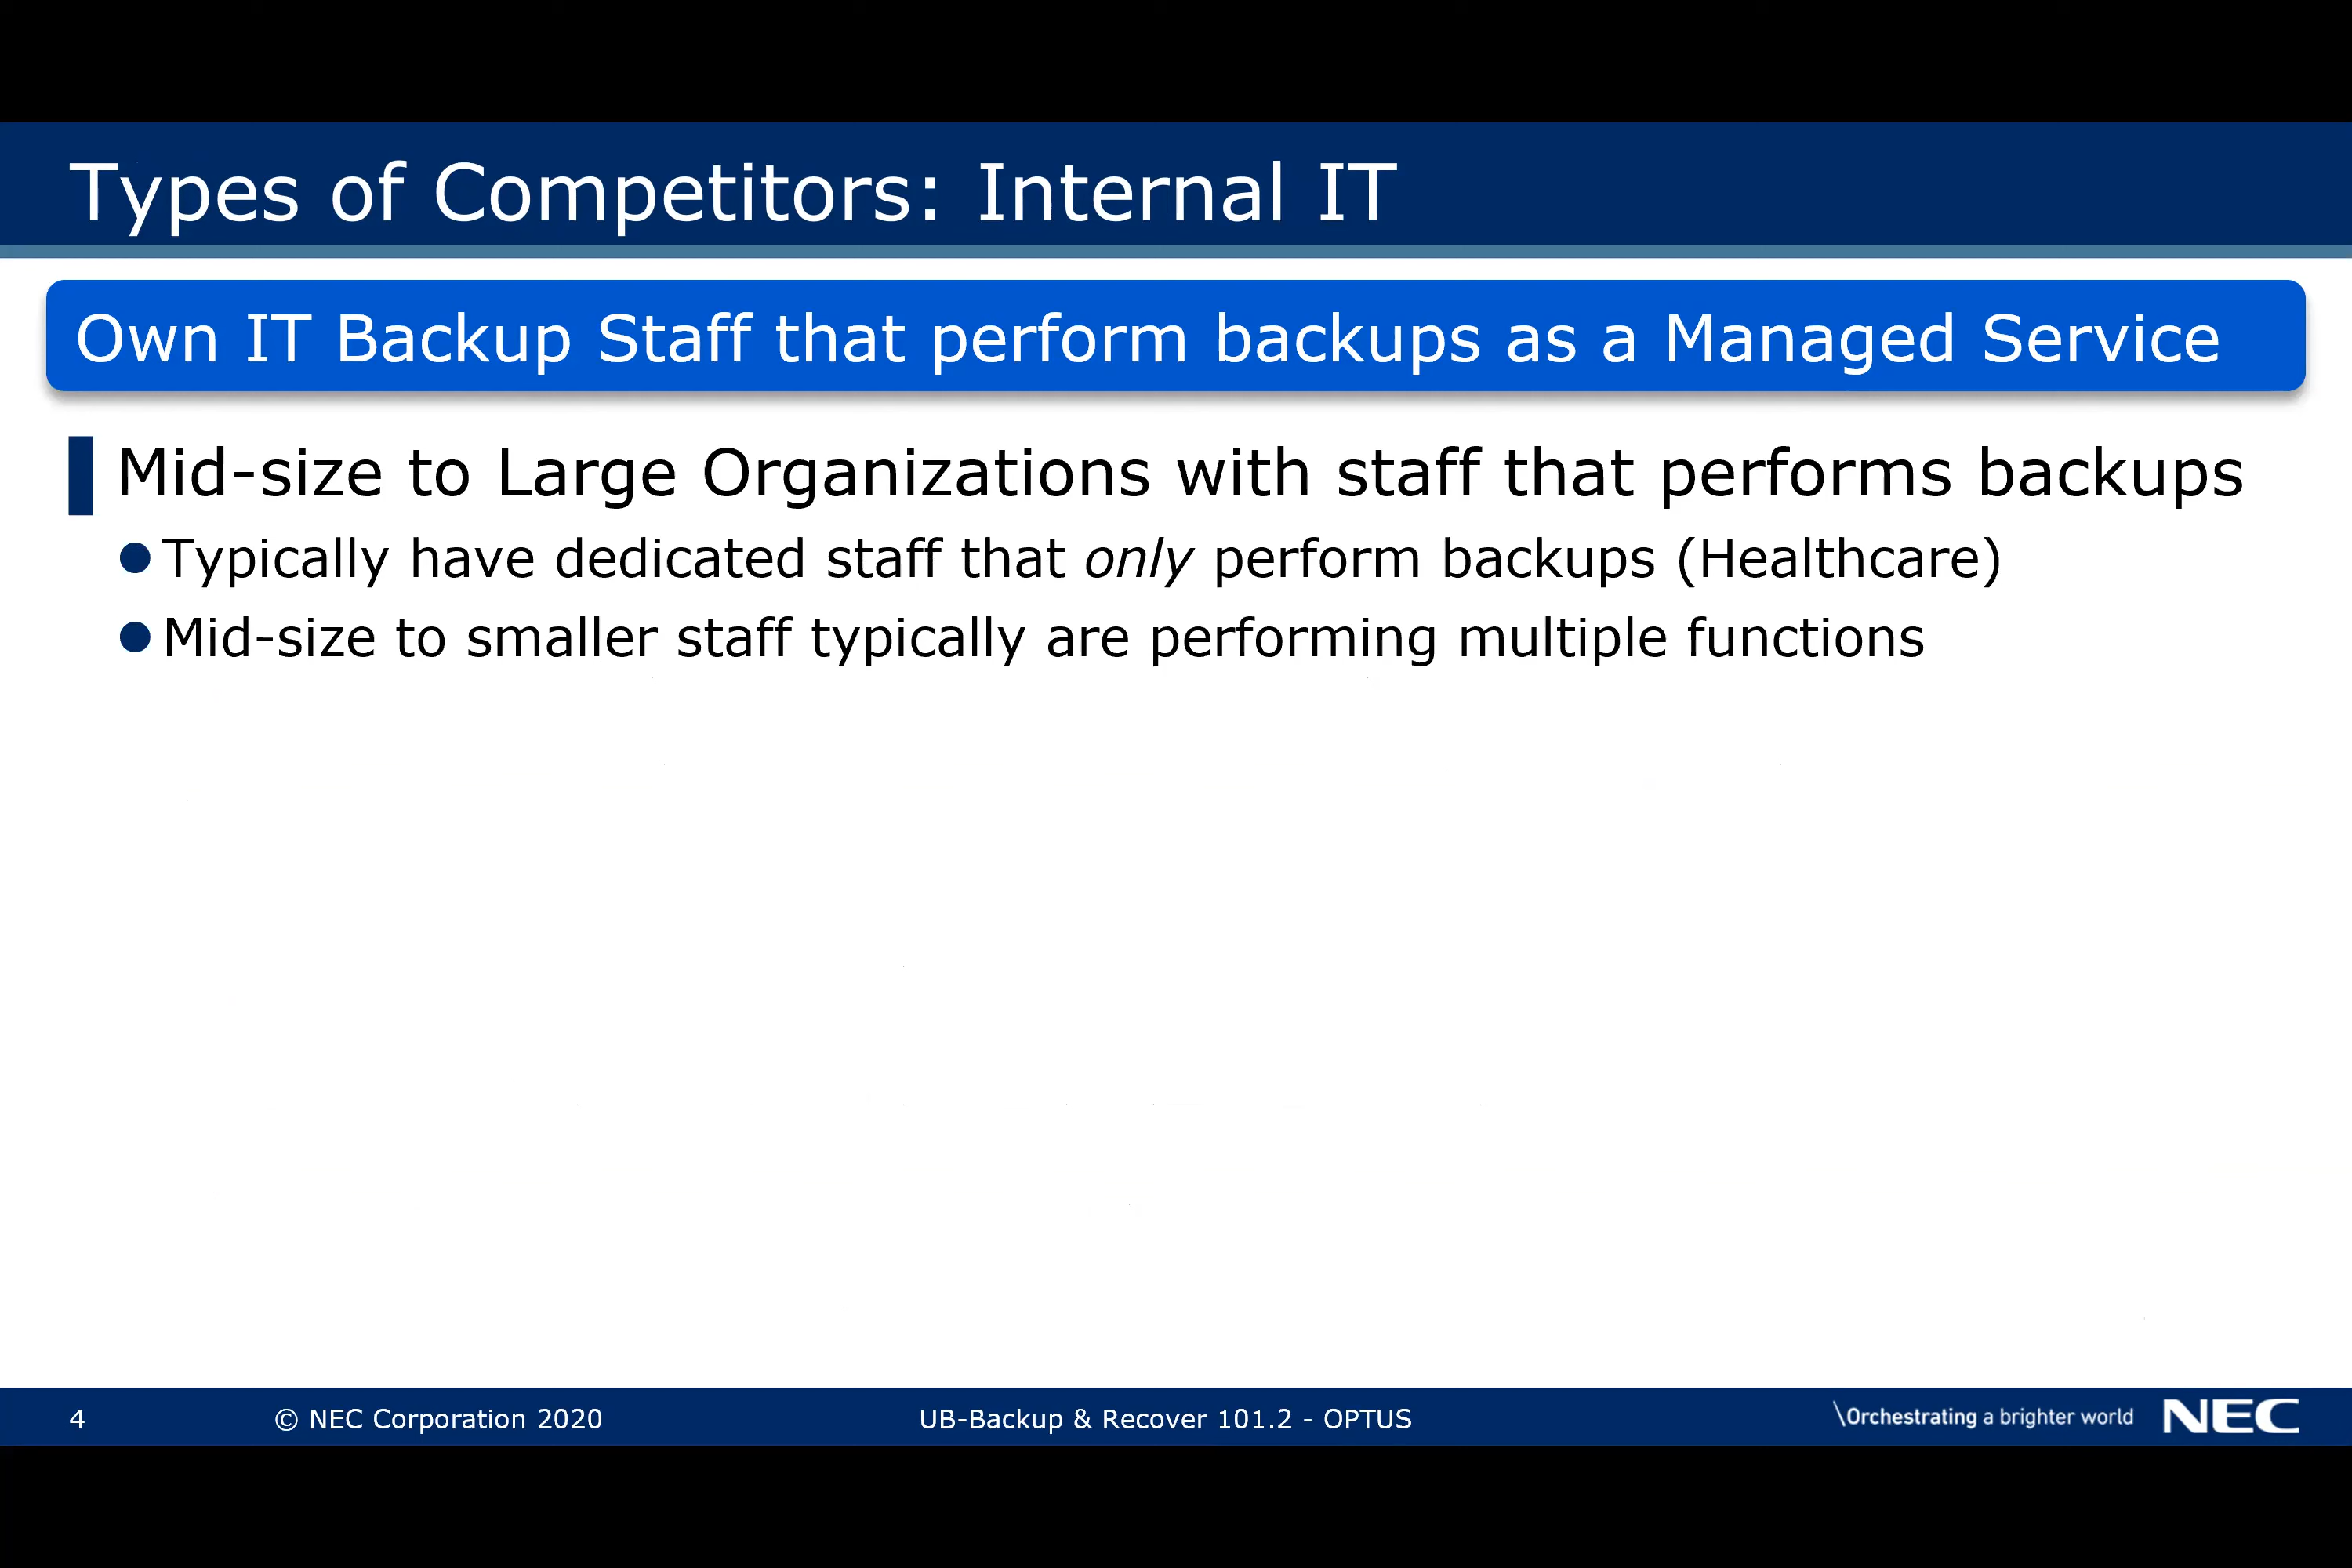 Types of Competitors: Internal IT
Own IT Backup Staff that perform backups as a Managed Service
Mid-size to Large Organizations with staff that performs backups
Typically have dedicated staff that only perform backups (Healthcare)
Mid-size to smaller staff typically are performing multiple functions
4
© NEC Corporation 2020
UB-Backup & Recover 101.2 - OPTUS
\Orchestrating a brighter world
NEC